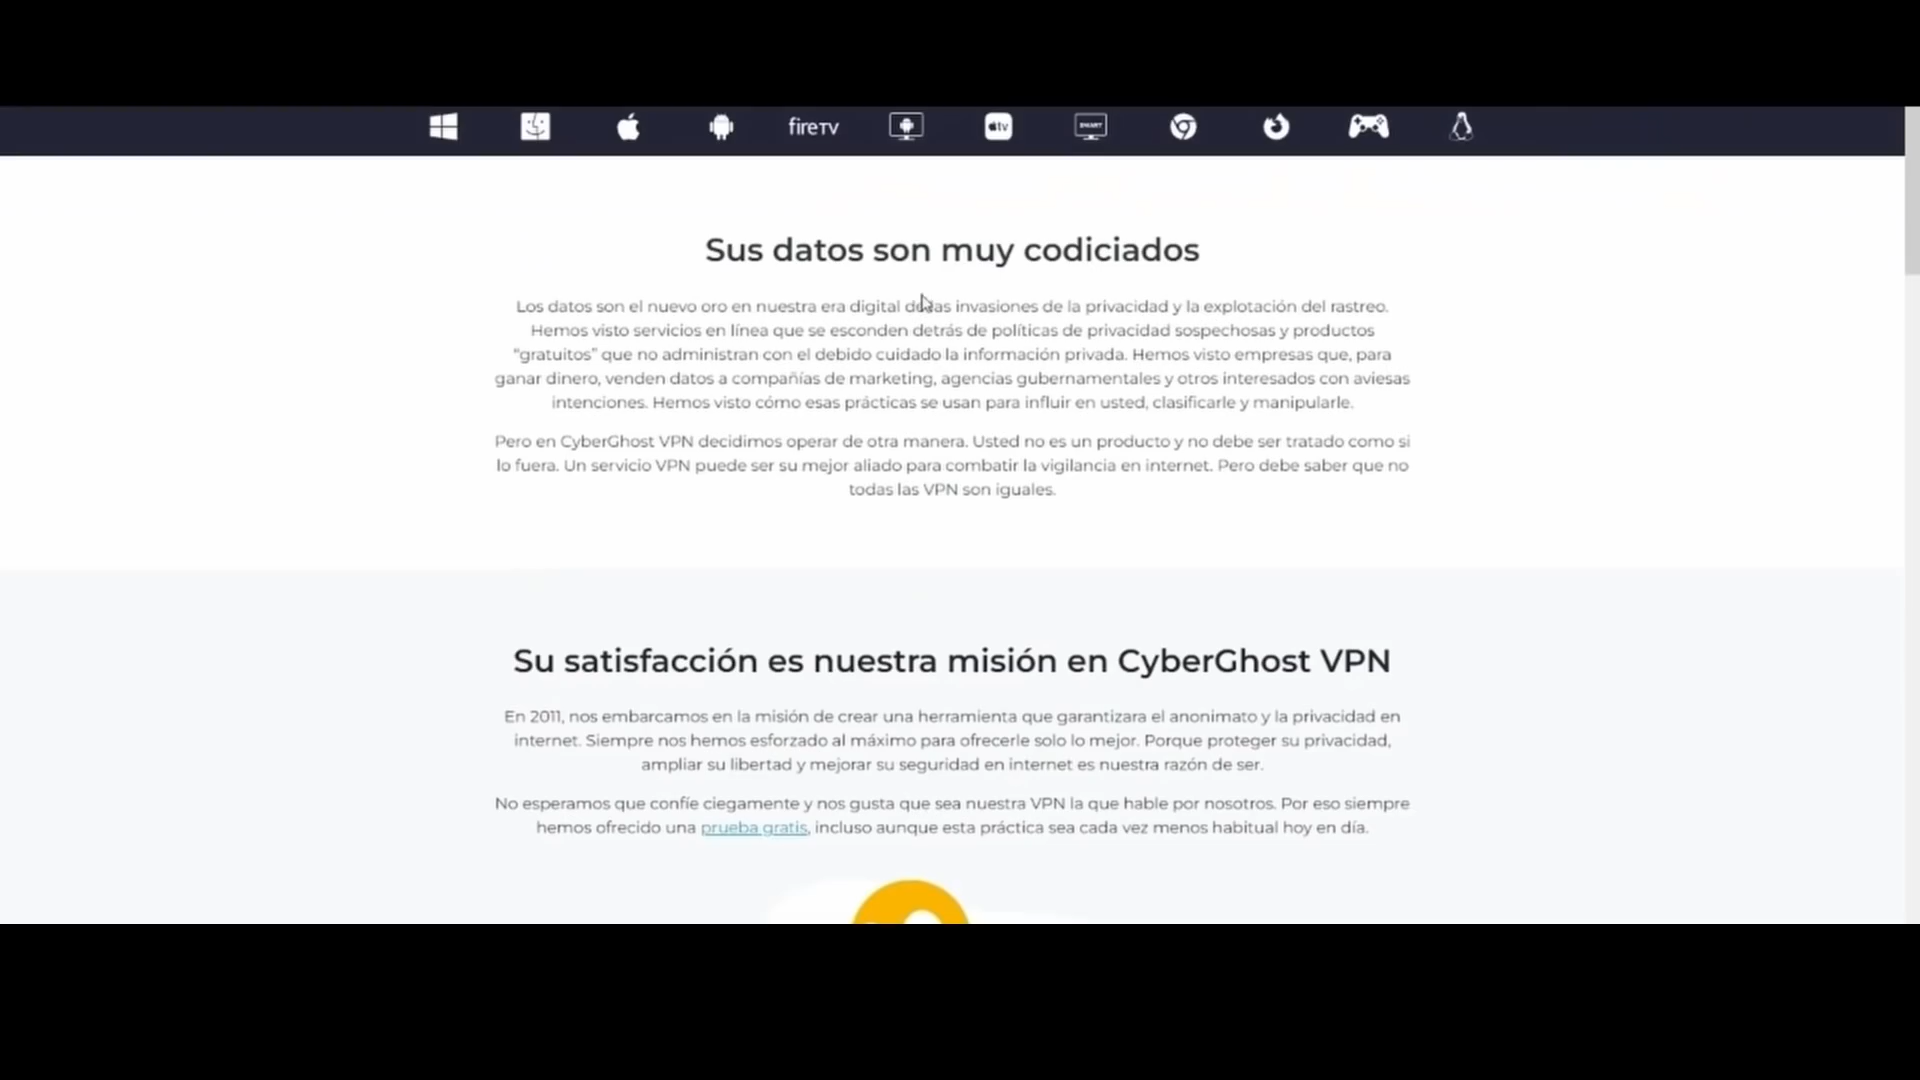 fireTV
tv
SMART
Sus datos son muy codiciados
Los datos son el nuevo oro en nuestra era digital de las invasiones de la privacidad y la explotación del rastreo.
Hemos visto servicios en línea que se esconden detrás de políticas de privacidad sospechosas y productos
“gratuitos” que no administran con el debido cuidado la información privada. Hemos visto empresas que, para
ganar dinero, venden datos a compañías de marketing, agencias gubernamentales y otros interesados con aviesas
intenciones. Hemos visto cómo esas prácticas se usan para influir en usted, clasificarle y manipularle.
Pero en CyberGhost VPN decidimos operar de otra manera. Usted no es un producto y no debe ser tratado como si
lo fuera. Un servicio VPN puede ser su mejor aliado para combatir la vigilancia en internet. Pero debe saber que no
todas las VPN son iguales.
Su satisfacción es nuestra misión en CyberGhost VPN
En 2011, nos embarcamos en la misión de crear una herramienta que garantizara el anonimato y la privacidad en
internet. Siempre nos hemos esforzado al máximo para ofrecerle solo lo mejor. Porque proteger su privacidad,
ampliar su libertad y mejorar su seguridad en internet es nuestra razón de ser.
No esperamos que confíe ciegamente y nos gusta que sea nuestra VPN la que hable por nosotros. Por eso siempre
hemos ofrecido una prueba gratis, incluso aunque esta práctica sea cada vez menos habitual hoy en día.